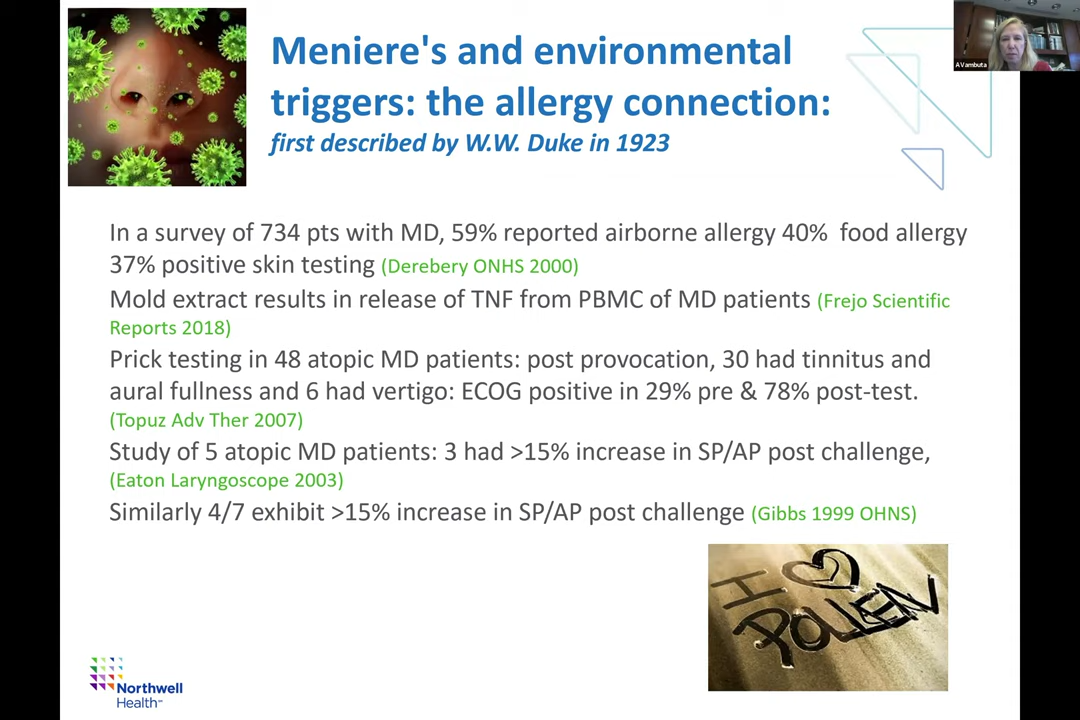 Meniere's and environmental
triggers: the allergy connection:
first described by W.W. Duke in 1923
AVambuta
In a survey of 734 pts with MD, 59% reported airborne allergy 40% food allergy
37% positive skin testing (Derebery ONHS 2000)
Mold extract results in release of TNF from PBMC of MD patients (Frejo Scientific
Reports 2018)
Prick testing in 48 atopic MD patients: post provocation, 30 had tinnitus and
aural fullness and 6 had vertigo: ECOG positive in 29% pre & 78% post-test.
(Topuz Adv Ther 2007)
Study of 5 atopic MD patients: 3 had >15% increase in SP/AP post challenge,
(Eaton Laryngoscope 2003)
Similarly 4/7 exhibit >15% increase in SP/AP post challenge (Gibbs 1999 OHNS)
I
POLLEN
Northwell
Health